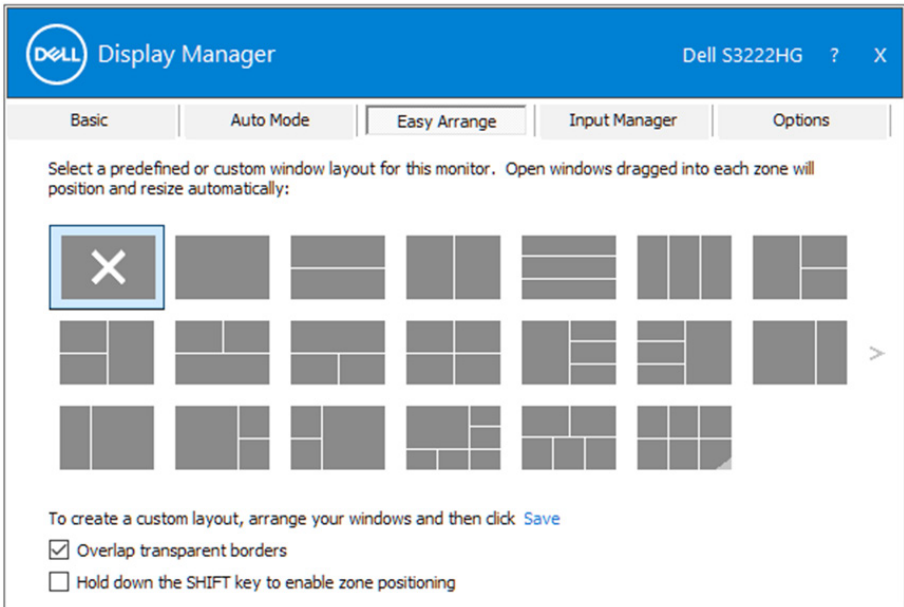 DELL Display Manager Dell S3222HG ? X
Basic Auto Mode Easy Arrange Input Manager Options
Select a predefined or custom window layout for this monitor. Open windows dragged into each zone will
position and resize automatically:
>
To create a custom layout, arrange your windows and then click Save
Overlap transparent borders
Hold down the SHIFT key to enable zone positioning